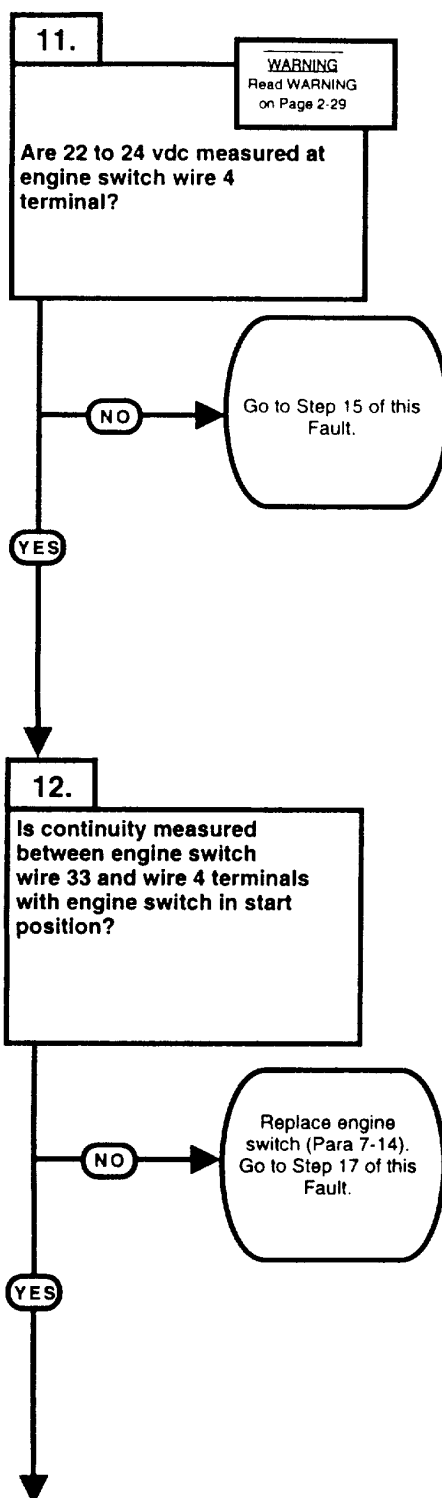 11.
WARNING
Read WARNING
on Page 2-29
Are 22 to 24 vdc measured at
engine switch wire 4
terminal?
NO
Go to Step 15 of this
Fault.
YES
12.
Is continuity measured
between engine switch
wire 33 and wire 4 terminals
with engine switch in start
position?
NO
Replace engine
switch (Para 7-14).
Go to Step 17 of this
Fault.
YES